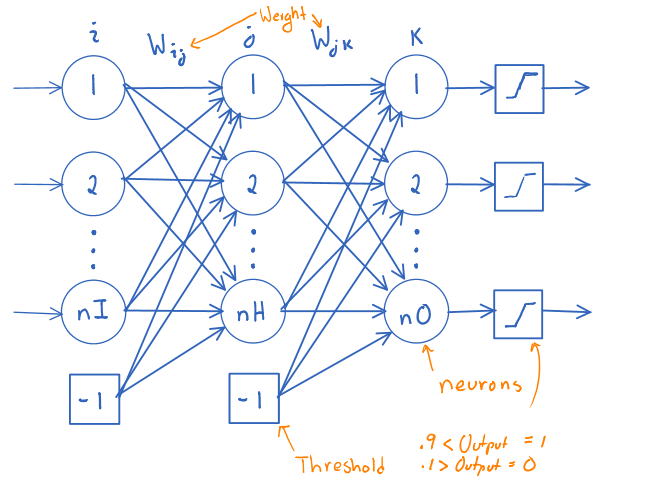 Weight
i Wij j Wjk K
1 1 1
2 2 2
nI nH nO
-1 -1
neurons
Threshold
.9 < Output = 1
.1 > Output = 0